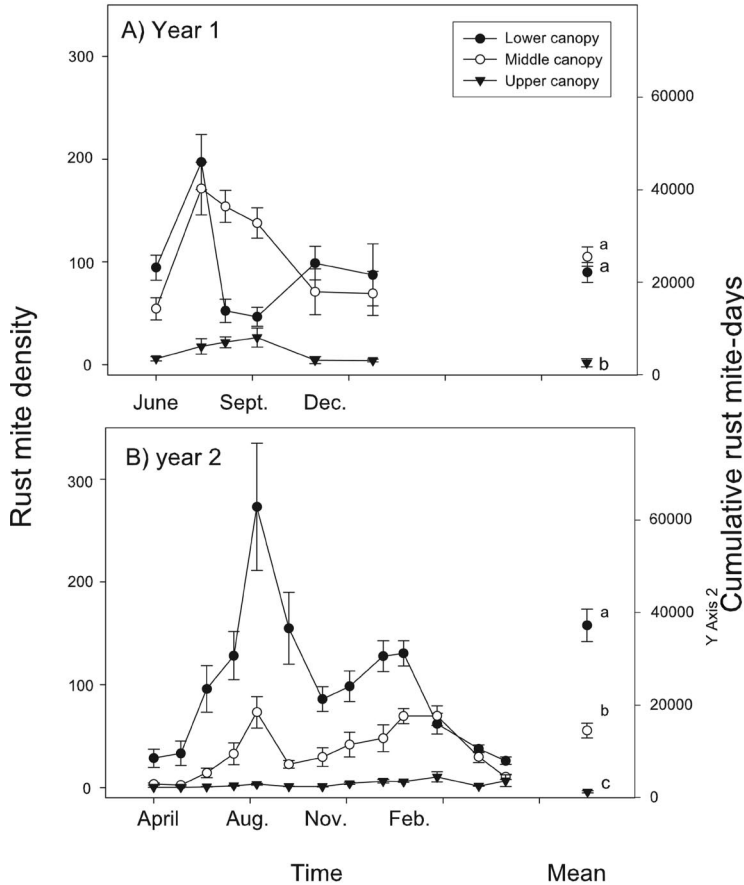 A) Year 1
Lower canopy
Middle canopy
Upper canopy
300
200
100
0
60000
40000
20000
0
a
a
b
June Sept. Dec.
Rust mite density
Cumulative rust mite-days
B) year 2
300
200
100
0
60000
40000
20000
0
Y Axis 2
a
b
c
April Aug. Nov. Feb.
Time Mean